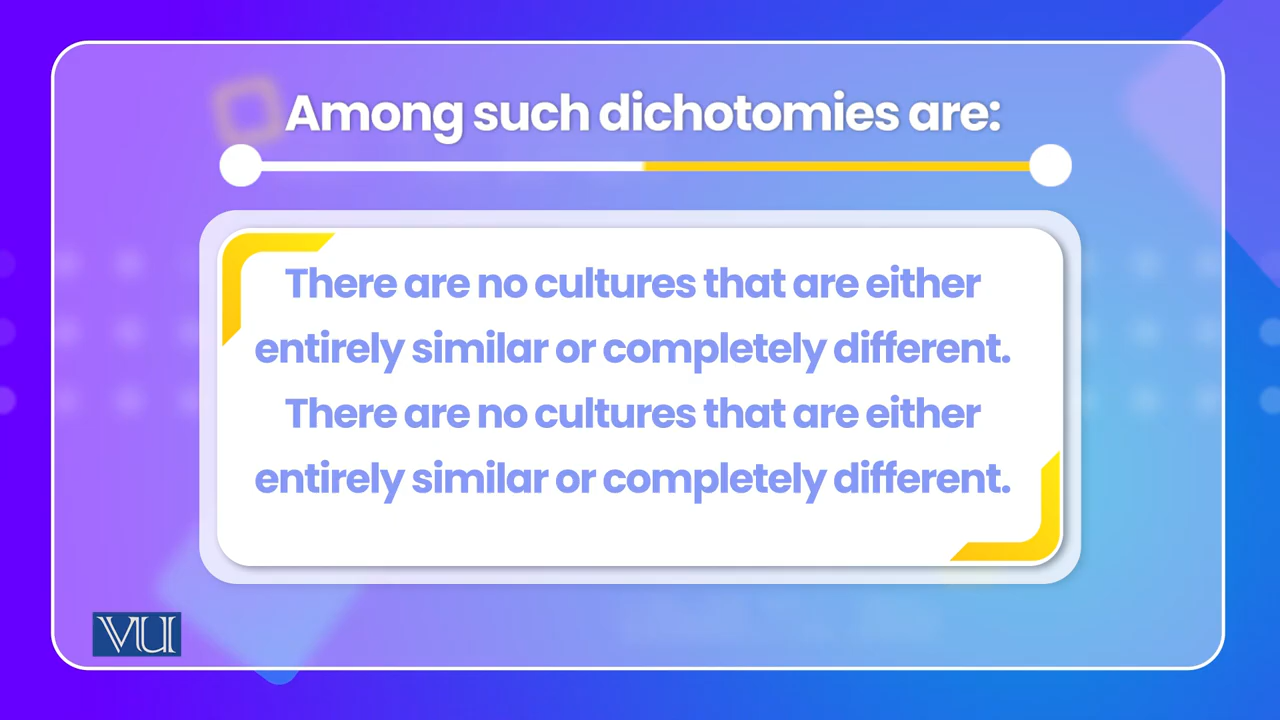 Among such dichotomies are:
There are no cultures that are either
entirely similar or completely different.
There are no cultures that are either
entirely similar or completely different.
VU